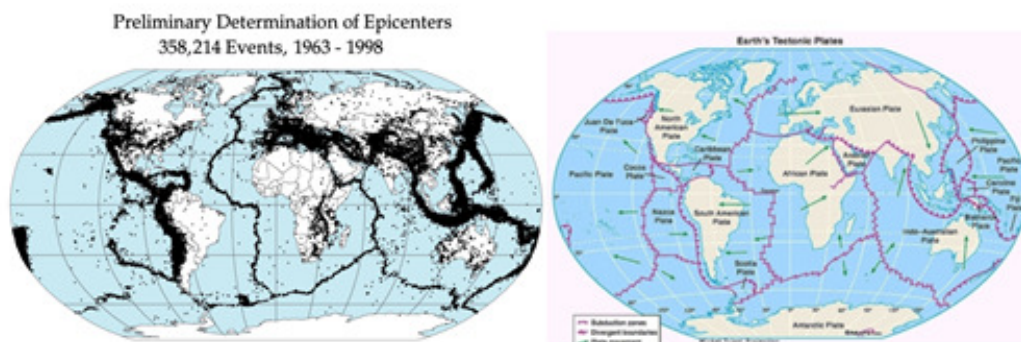 Preliminary Determination of Epicenters
358,214 Events, 1963 - 1998
Earth's Tectonic Plates
Eurasian Plate
North
American
Plate
Juan De Fuca
Plate
Caribbean
Plate
Arabian
Plate
Philippine
Plate
Cocos
Plate
Pacific Plate
African Plate
Pacific
Plate
Caroline
Plate
Fiji
Plate
Nazca
Plate
South American
Plate
Indo-Australian
Plate
Bismarck
Plate
Scotia
Plate
Antarctic Plate
Subduction zones
Divergent boundaries